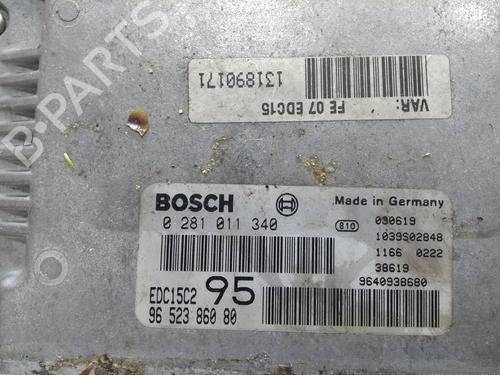 131890171
VAR:
FE 07 EDC15
BOSCH
Made in Germany
0 281 011 340
810
030619
1039S02848
1166 0222
38619
9640938680
EDC15C2
95
96 523 860 80
B-PARTS